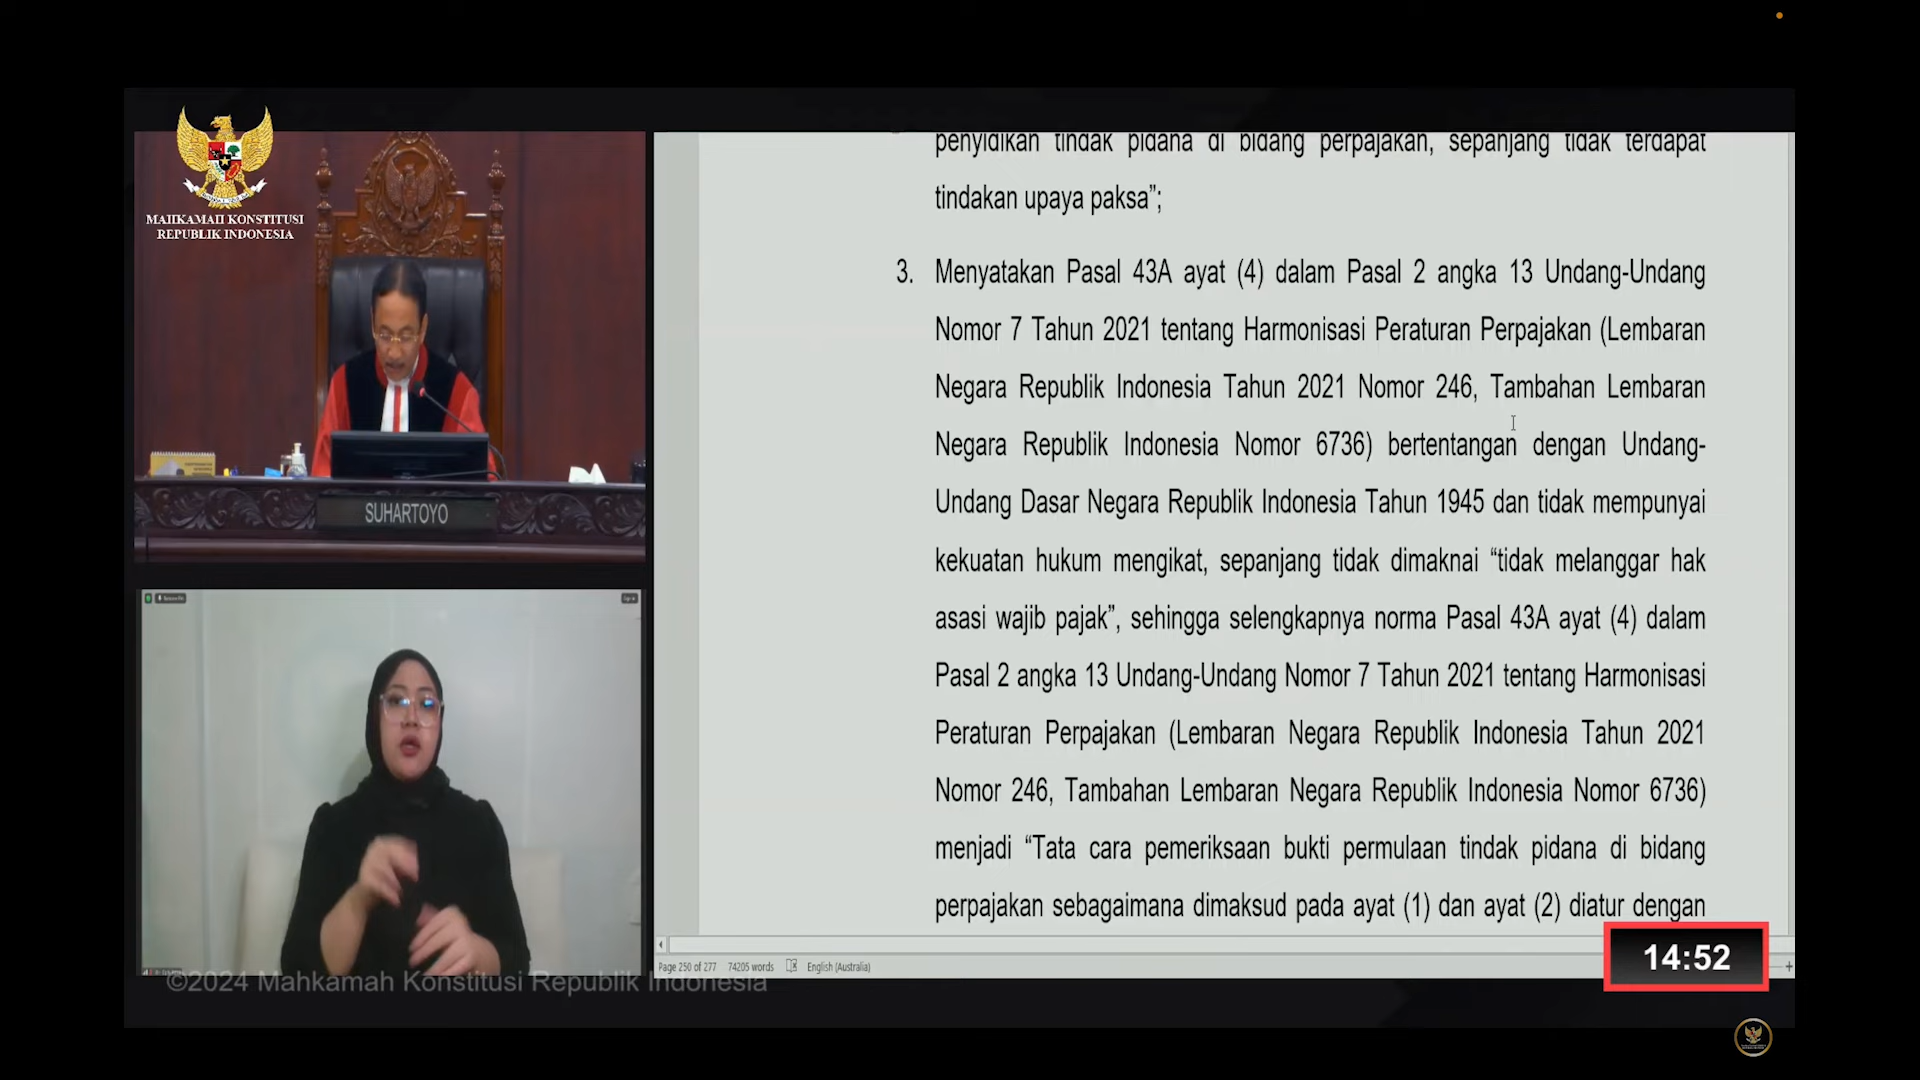 MAHKAMAH KONSTITUSI
REPUBLIK INDONESIA
SUHARTOYO
penyidikan tindak pidana di bidang perpajakan, sepanjang tidak terdapat
tindakan upaya paksa”;
3. Menyatakan Pasal 43A ayat (4) dalam Pasal 2 angka 13 Undang-Undang
Nomor 7 Tahun 2021 tentang Harmonisasi Peraturan Perpajakan (Lembaran
Negara Republik Indonesia Tahun 2021 Nomor 246, Tambahan Lembaran
Negara Republik Indonesia Nomor 6736) bertentangan dengan Undang-
Undang Dasar Negara Republik Indonesia Tahun 1945 dan tidak mempunyai
kekuatan hukum mengikat, sepanjang tidak dimaknai “tidak melanggar hak
asasi wajib pajak”, sehingga selengkapnya norma Pasal 43A ayat (4) dalam
Pasal 2 angka 13 Undang-Undang Nomor 7 Tahun 2021 tentang Harmonisasi
Peraturan Perpajakan (Lembaran Negara Republik Indonesia Tahun 2021
Nomor 246, Tambahan Lembaran Negara Republik Indonesia Nomor 6736)
menjadi “Tata cara pemeriksaan bukti permulaan tindak pidana di bidang
perpajakan sebagaimana dimaksud pada ayat (1) dan ayat (2) diatur dengan
Page 250 of 277 74205 words English (Australia)
14:52
©2024 Mahkamah Konstitusi Republik Indonesia